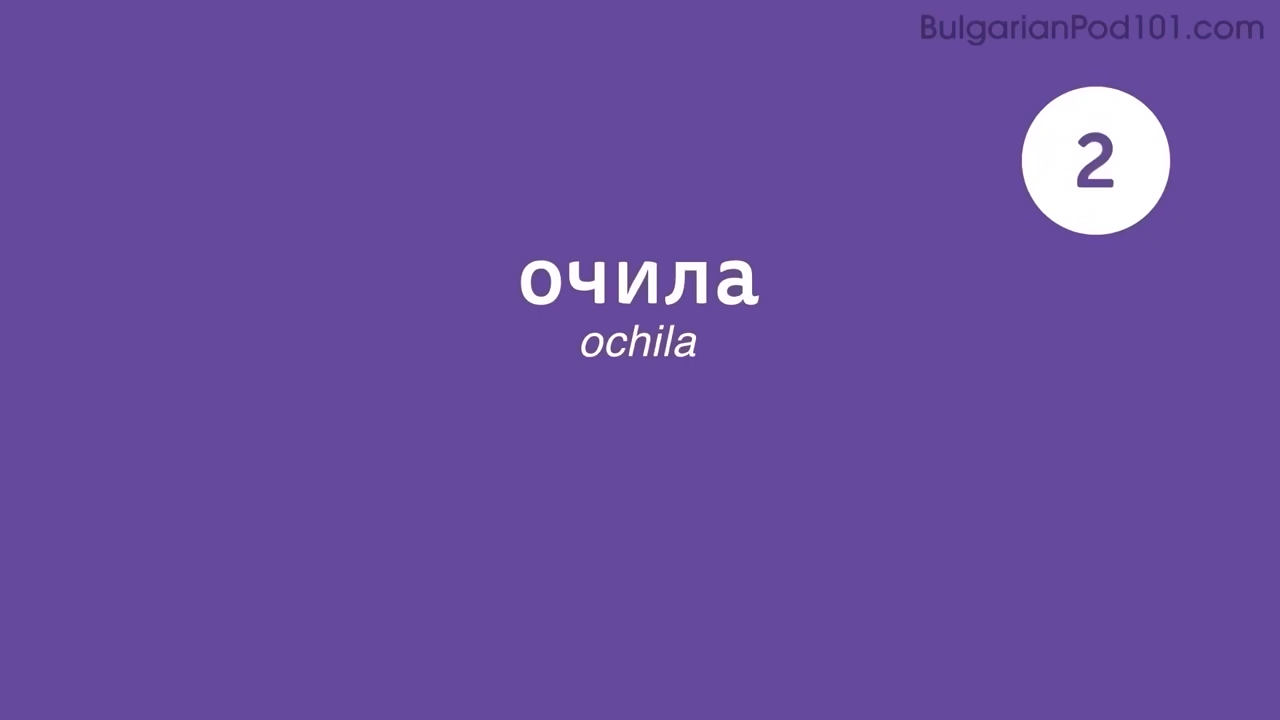 BulgarianPod101.com
2
очила
ochila